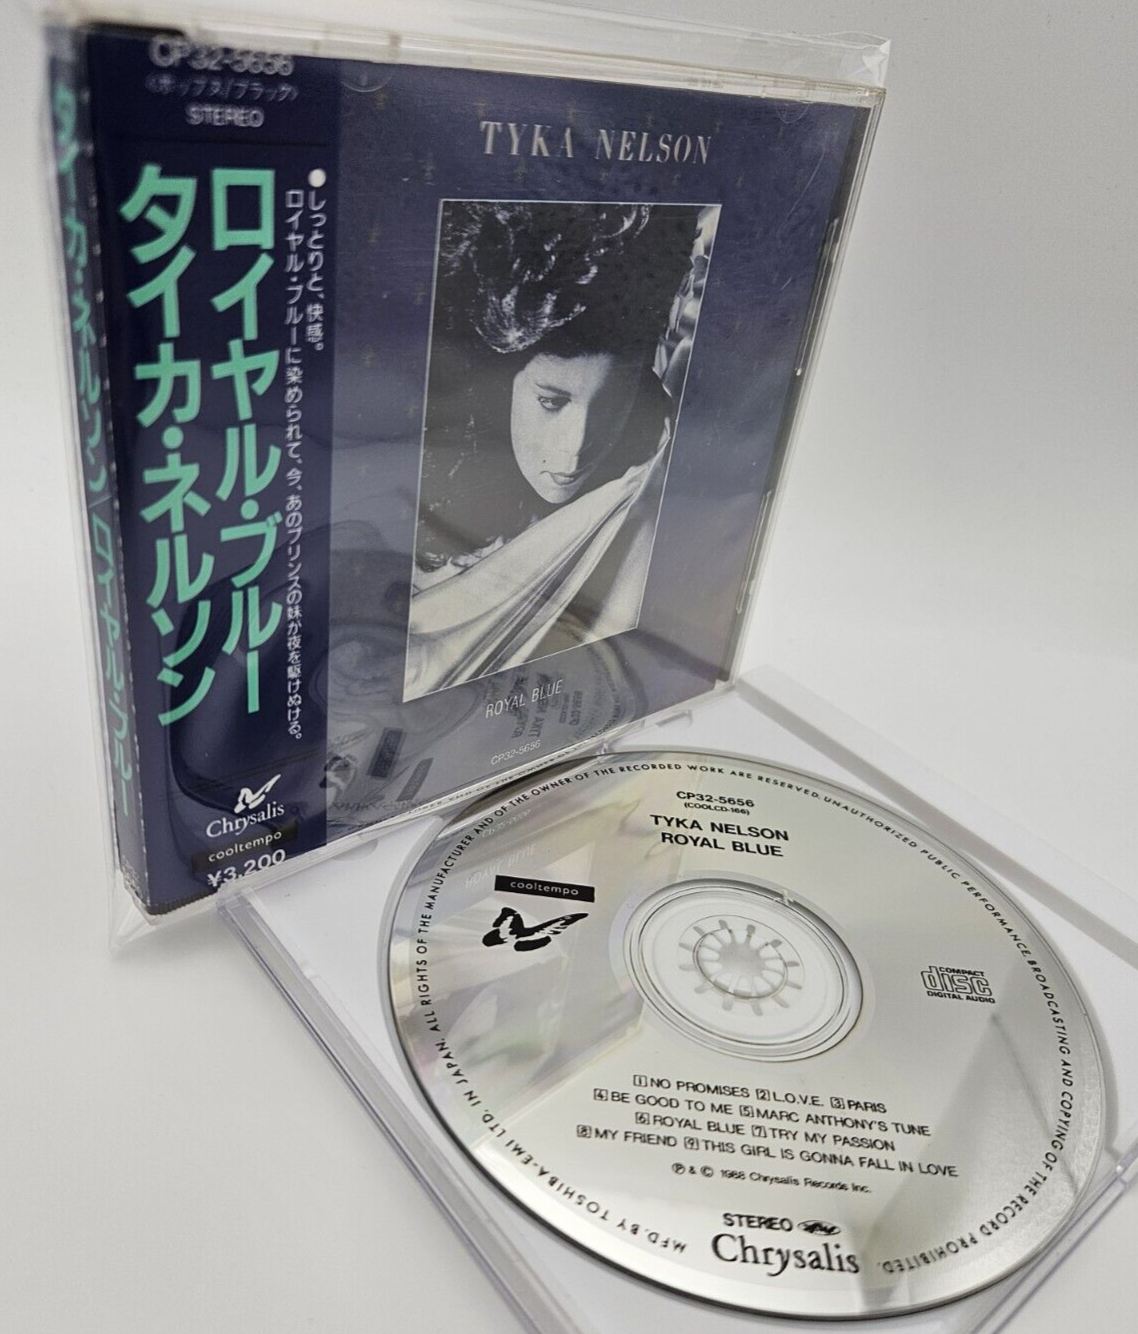 CP32-5656
〈ポップス/ブラック〉
STEREO
●しっとりと、快感。
ロイヤル・ブルーに染められて、今、あのプリンスの妹が夜を駆けぬける。
ロイヤル・ブルー
タイカ・ネルソン
Chrysalis
cooltempo
¥3,200
タイカ・ネルソン/ロイヤル・ブルー
TYKA NELSON
ROYAL BLUE
CP32-5656
CP32-5656
(COOLCD-166)
TYKA NELSON
ROYAL BLUE
cooltempo
COMPACT
disc
DIGITAL AUDIO
1 NO PROMISES 2 L.O.V.E. 3 PARIS
4 BE GOOD TO ME 5 MARC ANTHONY'S TUNE
6 ROYAL BLUE 7 TRY MY PASSION
8 MY FRIEND 9 THIS GIRL IS GONNA FALL IN LOVE
℗ & © 1988 Chrysalis Records Inc.
STEREO
Chrysalis
MFD. BY TOSHIBA-EMI LTD. IN JAPAN. ALL RIGHTS OF THE MANUFACTURER AND OF THE OWNER OF THE RECORDED WORK ARE RESERVED. UNAUTHORIZED PUBLIC PERFORMANCE, BROADCASTING AND COPYING OF THE RECORD PROHIBITED.